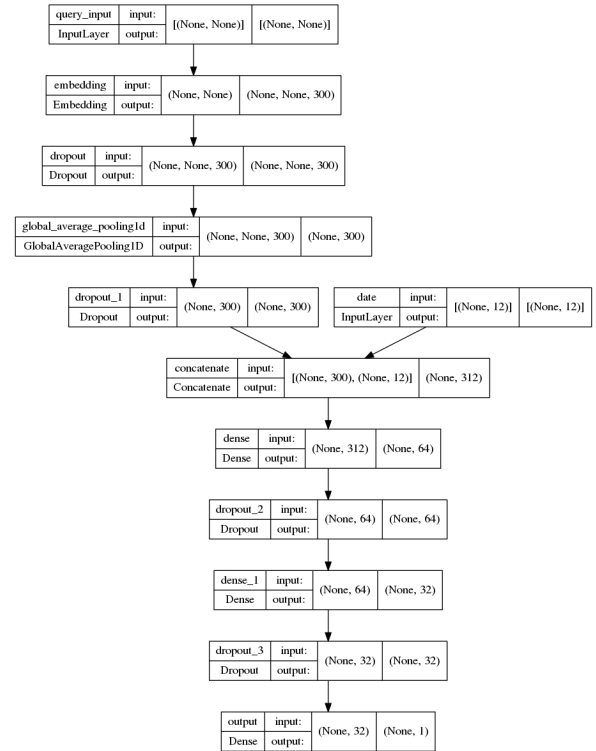 query_input input: [(None, None)] [(None, None)]
InputLayer output:
embedding input: (None, None) (None, None, 300)
Embedding output:
dropout input: (None, None, 300) (None, None, 300)
Dropout output:
global_average_pooling1d input: (None, None, 300) (None, 300)
GlobalAveragePooling1D output:
dropout_1 input: (None, 300) (None, 300)
Dropout output:
date input: [(None, 12)] [(None, 12)]
InputLayer output:
concatenate input: [(None, 300), (None, 12)] (None, 312)
Concatenate output:
dense input: (None, 312) (None, 64)
Dense output:
dropout_2 input: (None, 64) (None, 64)
Dropout output:
dense_1 input: (None, 64) (None, 32)
Dense output:
dropout_3 input: (None, 32) (None, 32)
Dropout output:
output input: (None, 32) (None, 1)
Dense output: